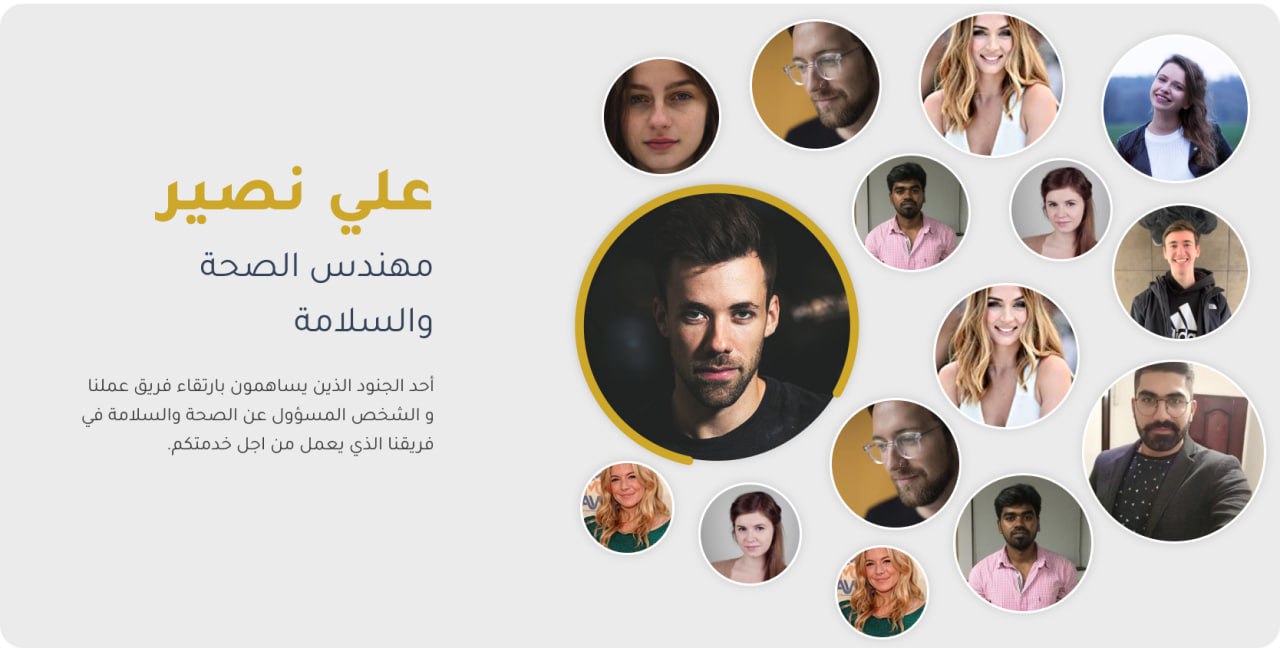 علي نصير
مهندس الصحة
والسلامة
أحد الجنود الذين يساهمون بارتقاء فريق عملنا
و الشخص المسؤول عن الصحة والسلامة في
فريقنا الذي يعمل من اجل خدمتكم.